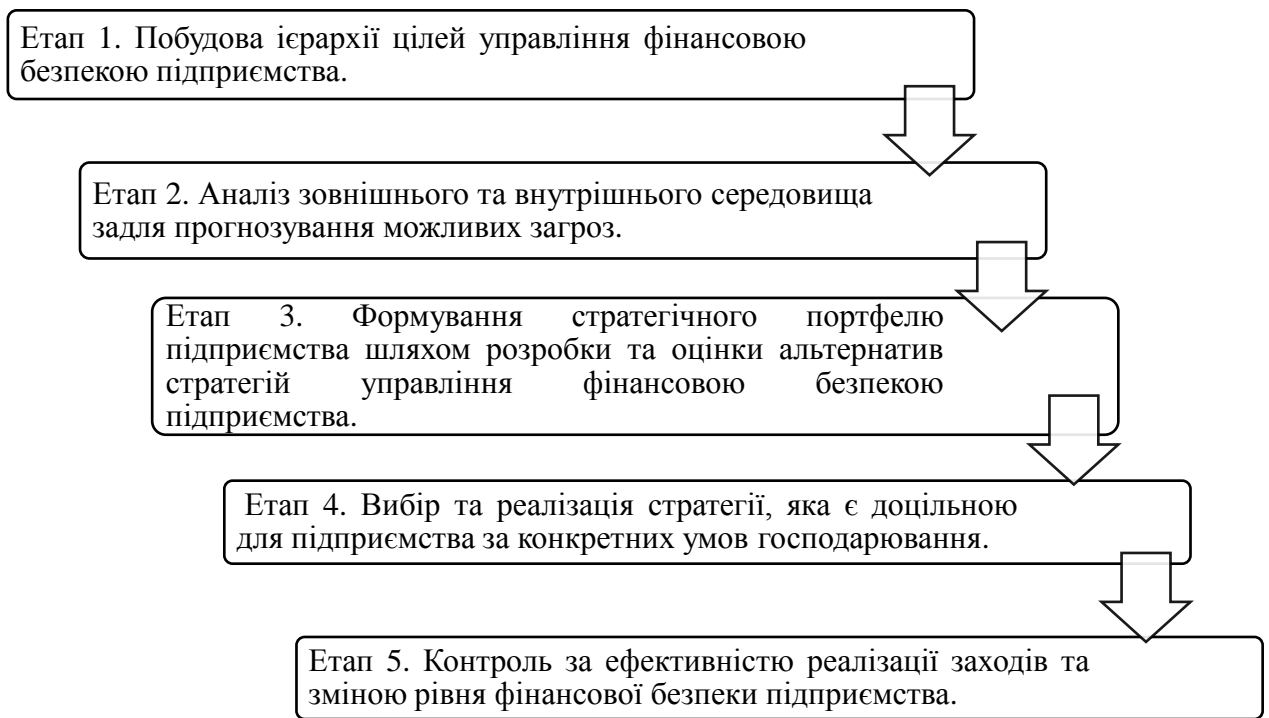 Етап 1. Побудова ієрархії цілей управління фінансовою
безпекою підприємства.
Етап 2. Аналіз зовнішнього та внутрішнього середовища
задля прогнозування можливих загроз.
Етап 3. Формування стратегічного портфелю
підприємства шляхом розробки та оцінки альтернатив
стратегій управління фінансовою безпекою
підприємства.
Етап 4. Вибір та реалізація стратегії, яка є доцільною
для підприємства за конкретних умов господарювання.
Етап 5. Контроль за ефективністю реалізації заходів та
зміною рівня фінансової безпеки підприємства.